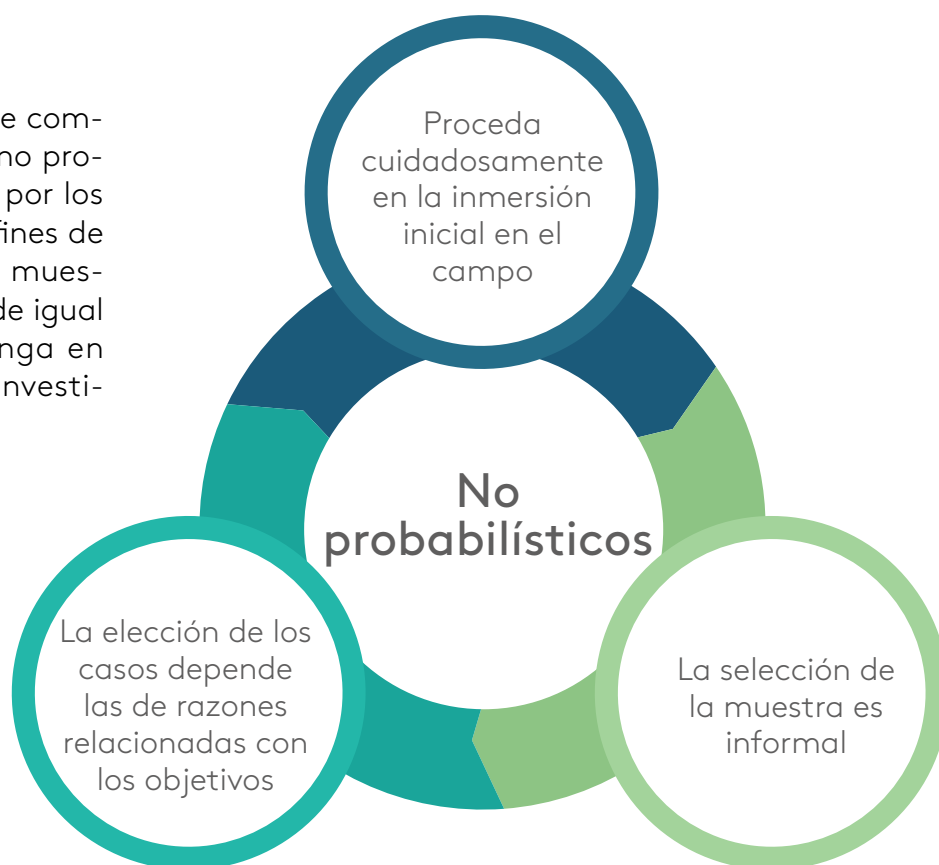 e com-
no pro-
por los
fines de
mues-
de igual
nga en
nvesti-
Proceda
cuidadosamente
en la inmersión
inicial en el
campo
No
probabilísticos
La elección de los
casos depende
las de razones
relacionadas con
los objetivos
La selección de
la muestra es
informal